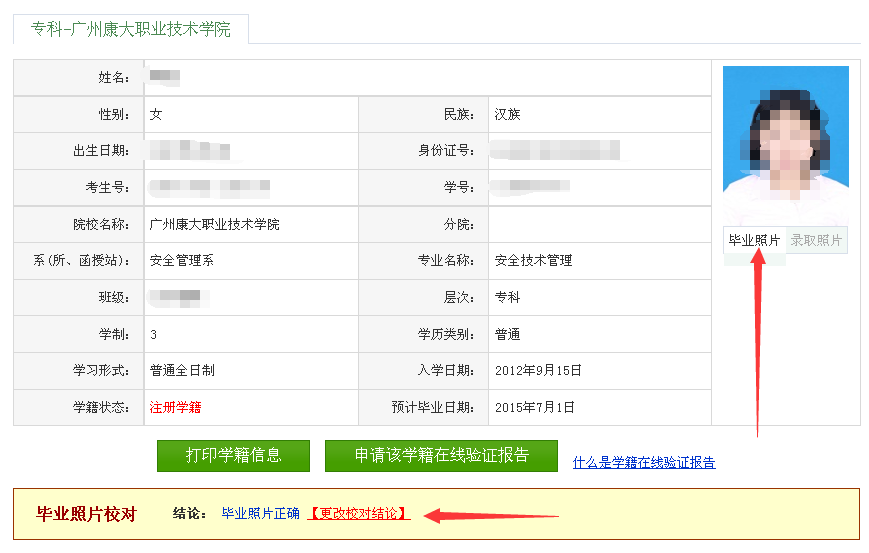 专科-广州康大职业技术学院
姓名：
性别： 女 民族： 汉族
出生日期： 身份证号：
考生号： 学号：
院校名称： 广州康大职业技术学院 分院：
系(所、函授站)： 安全管理系 专业名称： 安全技术管理
毕业照片 录取照片
班级： 层次： 专科
学制： 3 学历类别： 普通
学习形式： 普通全日制 入学日期： 2012年9月15日
学籍状态： 注册学籍 预计毕业日期： 2015年7月1日
打印学籍信息 申请该学籍在线验证报告 什么是学籍在线验证报告
毕业照片校对 结论： 毕业照片正确 【更改校对结论】